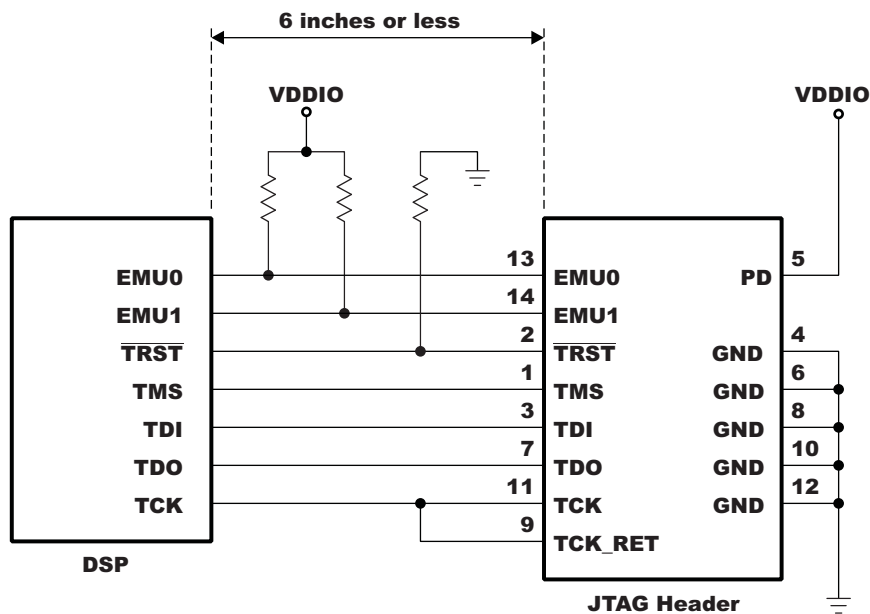 6 inches or less
VDDIO
VDDIO
13
EMU0
EMU0
PD
5
14
EMU1
EMU1
2
TRST
TRST
GND
4
1
TMS
TMS
GND
6
3
TDI
TDI
GND
8
7
TDO
TDO
GND
10
11
TCK
TCK
GND
12
9
TCK_RET
DSP
JTAG Header